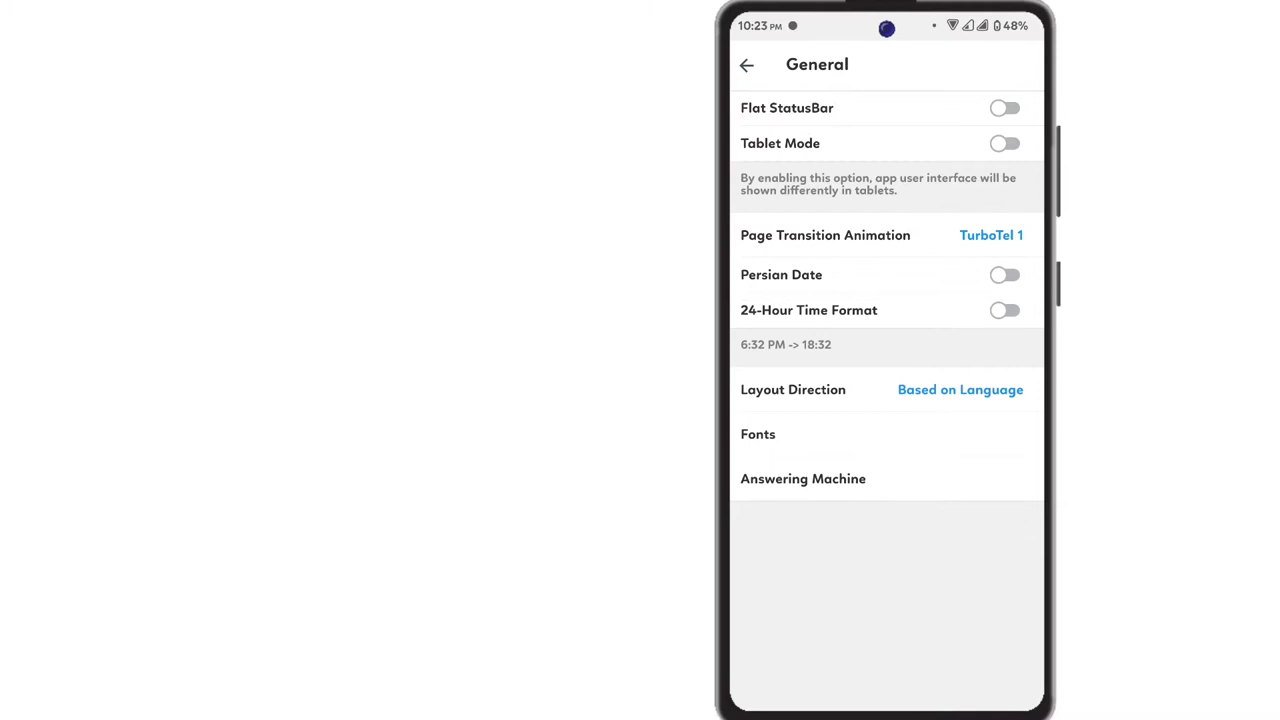 10:23 PM 48%
General
Flat StatusBar
Tablet Mode
By enabling this option, app user interface will be
shown differently in tablets.
Page Transition Animation TurboTel 1
Persian Date
24-Hour Time Format
6:32 PM -> 18:32
Layout Direction Based on Language
Fonts
Answering Machine